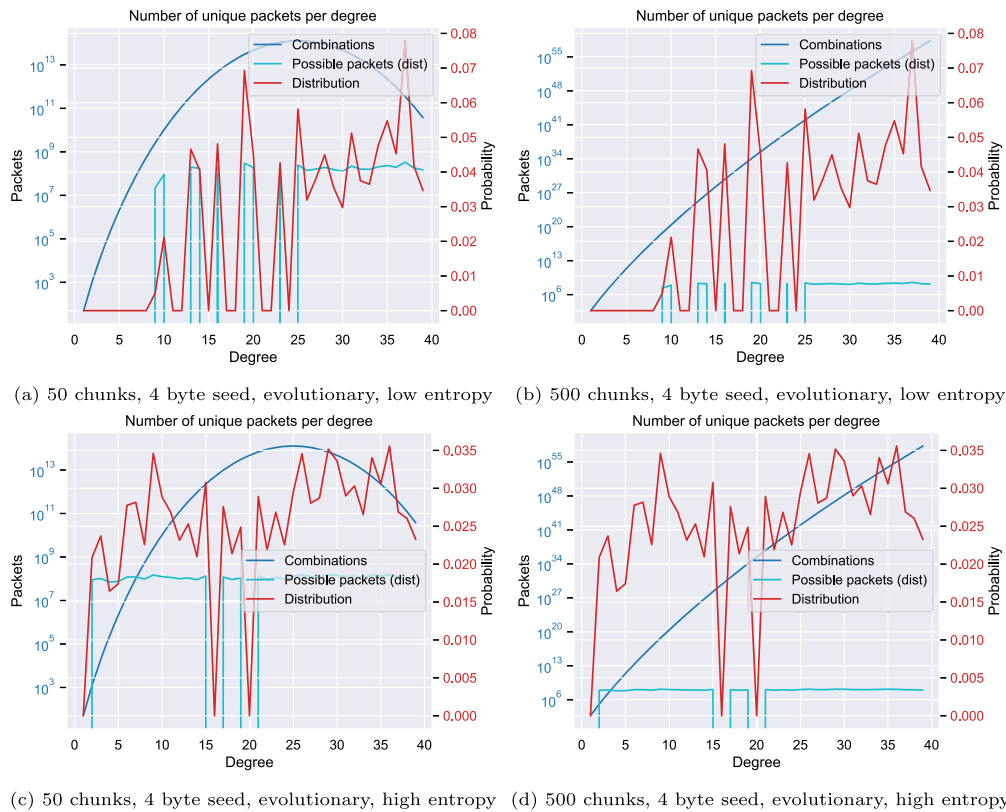 Number of unique packets per degree
Combinations
Possible packets (dist)
Distribution
Packets
Probability
10^13
10^11
10^9
10^7
10^5
10^3
0.08
0.07
0.06
0.05
0.04
0.03
0.02
0.01
0.00
0 5 10 15 20 25 30 35 40
Degree
Number of unique packets per degree
Combinations
Possible packets (dist)
Distribution
Packets
Probability
10^55
10^48
10^41
10^34
10^27
10^20
10^13
10^6
0.08
0.07
0.06
0.05
0.04
0.03
0.02
0.01
0.00
0 5 10 15 20 25 30 35 40
Degree
(a) 50 chunks, 4 byte seed, evolutionary, low entropy
(b) 500 chunks, 4 byte seed, evolutionary, low entropy
Number of unique packets per degree
Combinations
Possible packets (dist)
Distribution
Packets
Probability
10^13
10^11
10^9
10^7
10^5
10^3
0.035
0.030
0.025
0.020
0.015
0.010
0.005
0.000
0 5 10 15 20 25 30 35 40
Degree
Number of unique packets per degree
Combinations
Possible packets (dist)
Distribution
Packets
Probability
10^55
10^48
10^41
10^34
10^27
10^20
10^13
10^6
0.035
0.030
0.025
0.020
0.015
0.010
0.005
0.000
0 5 10 15 20 25 30 35 40
Degree
(c) 50 chunks, 4 byte seed, evolutionary, high entropy
(d) 500 chunks, 4 byte seed, evolutionary, high entropy